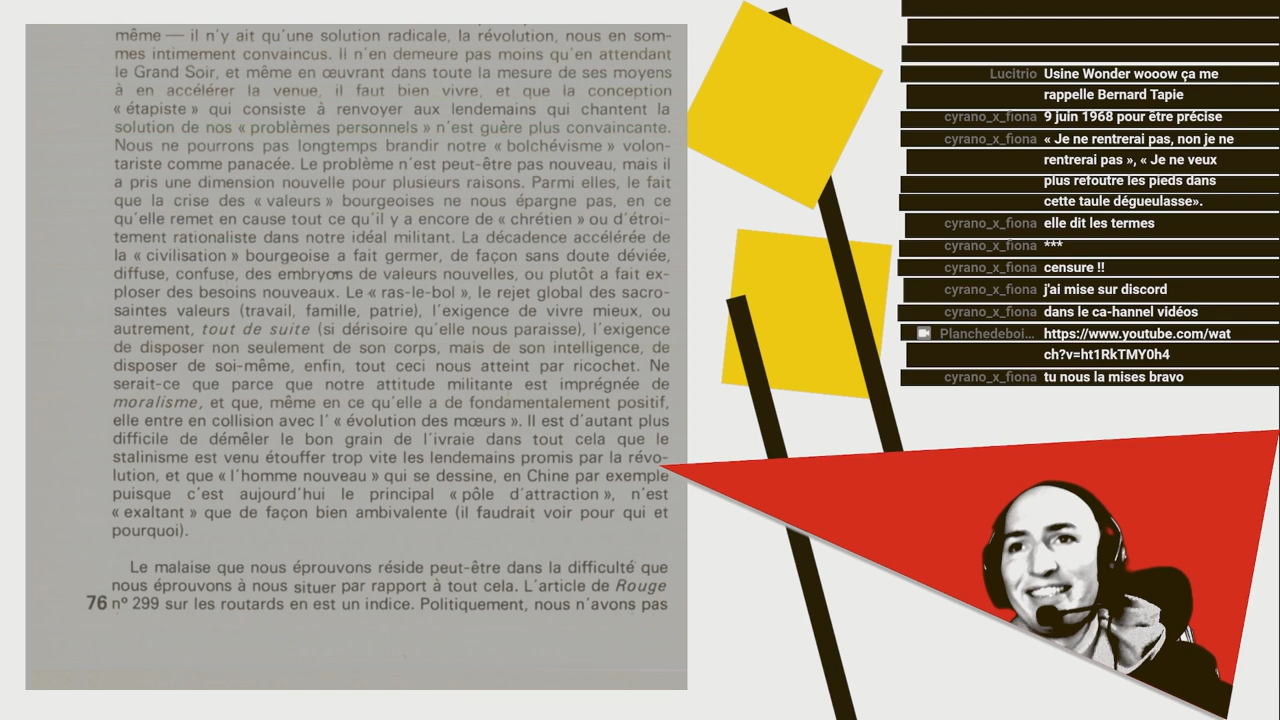 même — il n'y ait qu'une solution radicale, la révolution, nous en som-
mes intimement convaincus. Il n'en demeure pas moins qu'en attendant
le Grand Soir, et même en œuvrant dans toute la mesure de ses moyens
à en accélérer la venue, il faut bien vivre, et que la conception
« étapiste » qui consiste à renvoyer aux lendemains qui chantent la
solution de nos « problèmes personnels » n'est guère plus convaincante.
Nous ne pourrons pas longtemps brandir notre « bolchévisme » volon-
tariste comme panacée. Le problème n'est peut-être pas nouveau, mais il
a pris une dimension nouvelle pour plusieurs raisons. Parmi elles, le fait
que la crise des « valeurs » bourgeoises ne nous épargne pas, en ce
qu'elle remet en cause tout ce qu'il y a encore de « chrétien » ou d'étroi-
tement rationaliste dans notre idéal militant. La décadence accélérée de
la « civilisation » bourgeoise a fait germer, de façon sans doute déviée,
diffuse, confuse, des embryons de valeurs nouvelles, ou plutôt a fait ex-
ploser des besoins nouveaux. Le « ras-le-bol », le rejet global des sacro-
saintes valeurs (travail, famille, patrie, l'exigence de vivre mieux, ou
autrement, tout de suite (si dérisoire qu'elle nous paraisse), l'exigence
de disposer non seulement de son corps, mais de son intelligence, de
disposer de soi-même, enfin, tout ceci nous atteint par ricochet. Ne
serait-ce que parce que notre attitude militante est imprégnée de
moralisme, et que, même en ce qu'elle a de fondamentalement positif,
elle entre en collision avec l' « évolution des mœurs ». Il est d'autant plus
difficile de démêler le bon grain de l'ivraie dans tout cela que le
stalinisme est venu étouffer trop vite les lendemains promis par la révo-
lution, et que « l'homme nouveau » qui se dessine, en Chine par exemple
puisque c'est aujourd'hui le principal « pôle d'attraction », n'est
« exaltant » que de façon bien ambivalente (il faudrait voir pour qui et
pourquoi).
Le malaise que nous éprouvons réside peut-être dans la difficulté que
nous éprouvons à nous situer par rapport à tout cela. L'article de Rouge
76 nº 299 sur les routards en est un indice. Politiquement, nous n'avons pas
Lucitrio Usine Wonder wooow ça me
rappelle Bernard Tapie
cyrano_x_fiona 9 juin 1968 pour être précise
cyrano_x_fiona « Je ne rentrerai pas, non je ne
rentrerai pas », « Je ne veux
plus refoutre les pieds dans
cette taule dégueulasse».
cyrano_x_fiona elle dit les termes
cyrano_x_fiona ***
cyrano_x_fiona censure !!
cyrano_x_fiona j'ai mise sur discord
cyrano_x_fiona dans le ca-hannel vidéos
Planchedeboi... https://www.youtube.com/wat
ch?v=ht1RkTMY0h4
cyrano_x_fiona tu nous la mises bravo